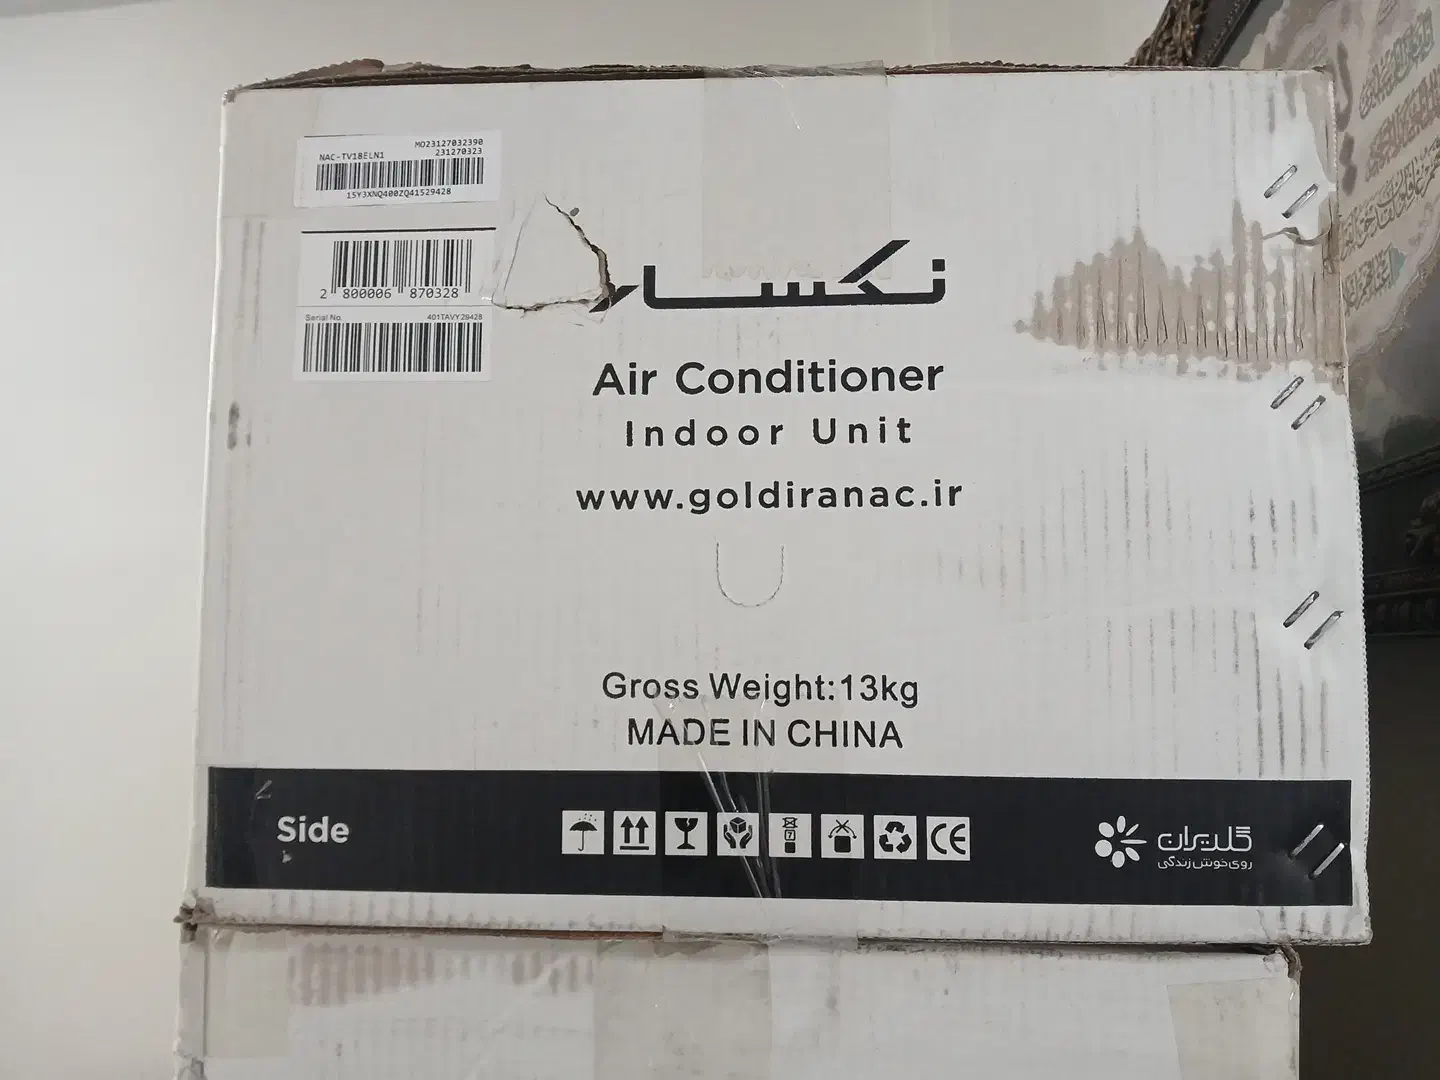 NAC-TV18ELN1
MO23127032390
231270323
15Y3XNQ400ZQ41529428
2 800006 870328
Serial No. 401TAVY29428
Air Conditioner
Indoor Unit
www.goldiranac.ir
Gross Weight:13kg
MADE IN CHINA
Side
7
CE
گلدیران
روی خوش زندگی